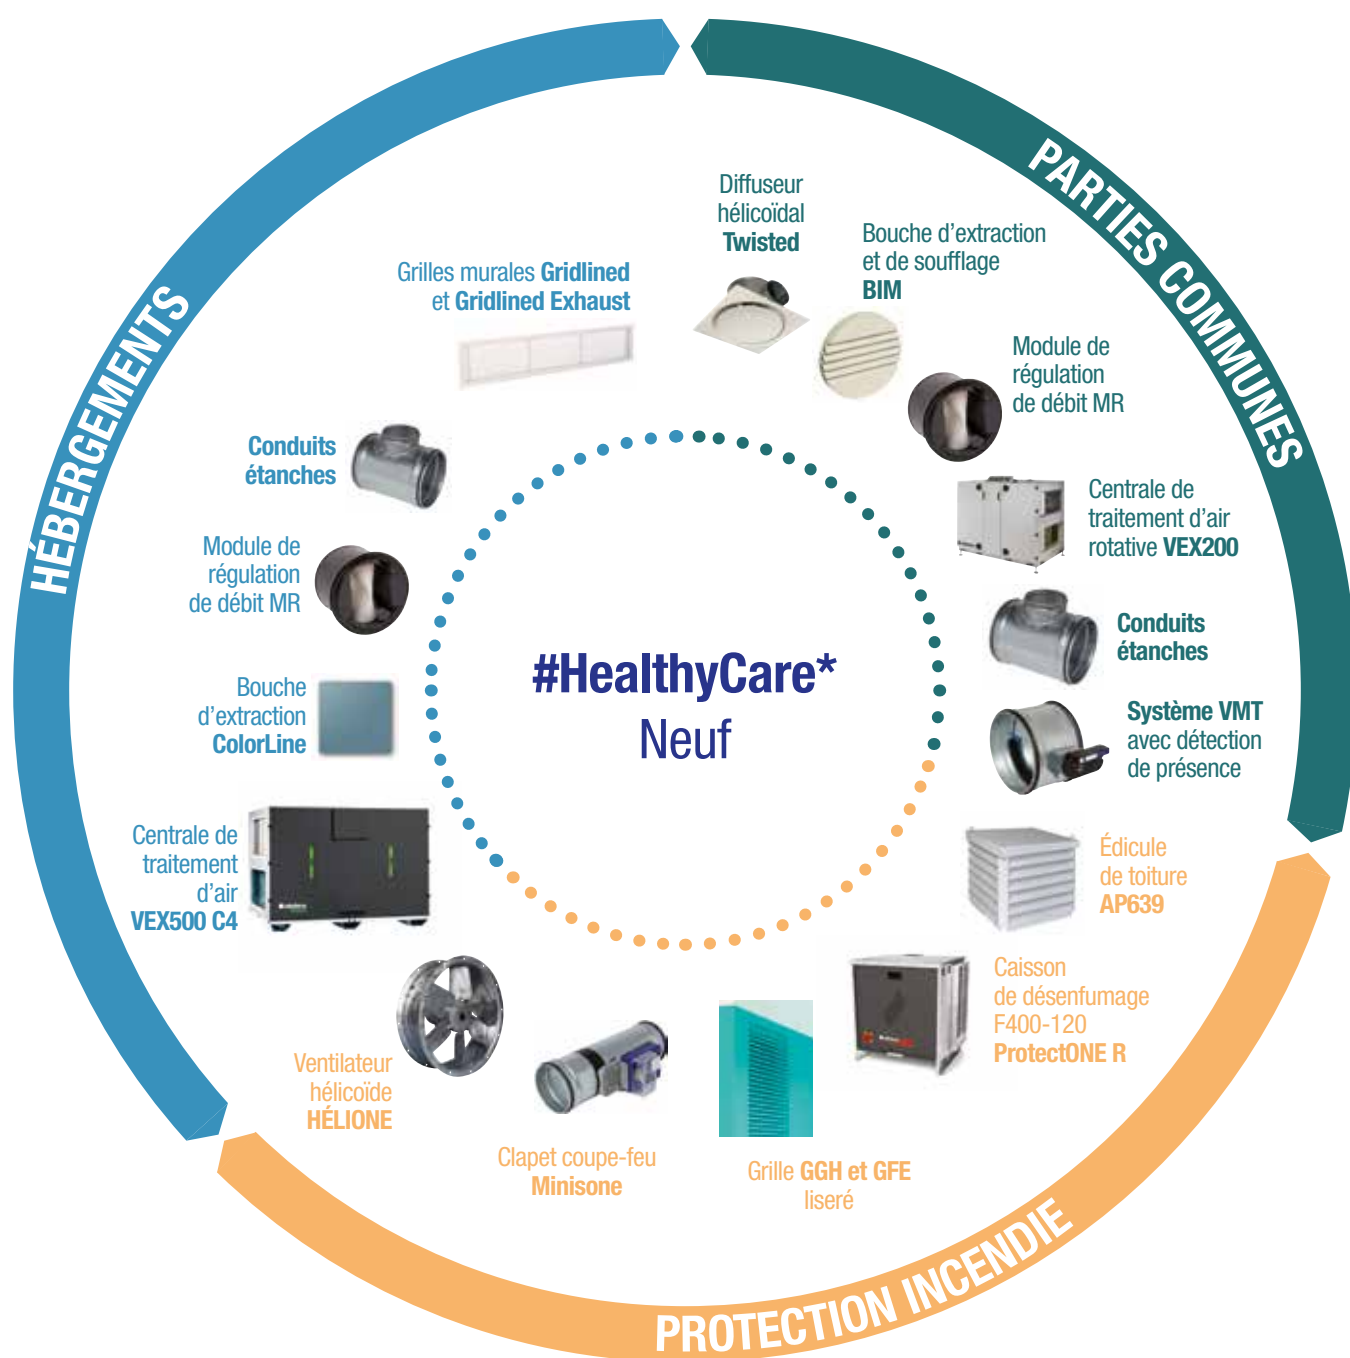 HÉBERGEMENTS
PARTIES COMMUNES
PROTECTION INCENDIE
Diffuseur
hélicoïdal
Twisted
Bouche d'extraction
et de soufflage
BIM
Module de
régulation
de débit MR
Centrale de
traitement d'air
rotative VEX200
Conduits
étanches
Système VMT
avec détection
de présence
Édicule
de toiture
AP639
Caisson
de désenfumage
F400-120
ProtectONE R
Grille GGH et GFE
liseré
Clapet coupe-feu
Minisone
Ventilateur
hélicoïde
HÉLIONE
Centrale de
traitement
d'air
VEX500 C4
Bouche
d'extraction
ColorLine
Module de
régulation
de débit MR
Conduits
étanches
Grilles murales Gridlined
et Gridlined Exhaust
#HealthyCare*
Neuf